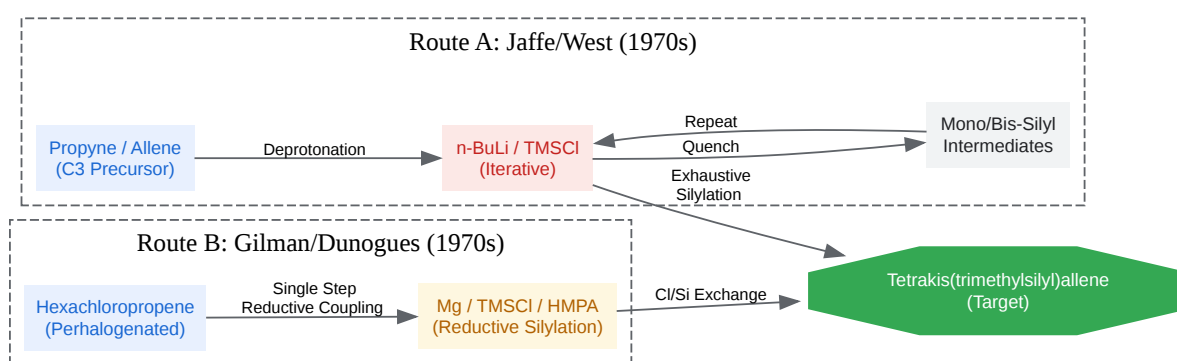 Route A: Jaffe/West (1970s)
Propyne / Allene
(C3 Precursor)
Deprotonation
n-BuLi / TMSCl
(Iterative)
Repeat
Quench
Mono/Bis-Silyl
Intermediates
Exhaustive
Silylation
Route B: Gilman/Dunogues (1970s)
Hexachloropropene
(Perhalogenated)
Single Step
Reductive Coupling
Mg / TMSCl / HMPA
(Reductive Silylation)
Cl/Si Exchange
Tetrakis(trimethylsilyl)allene
(Target)